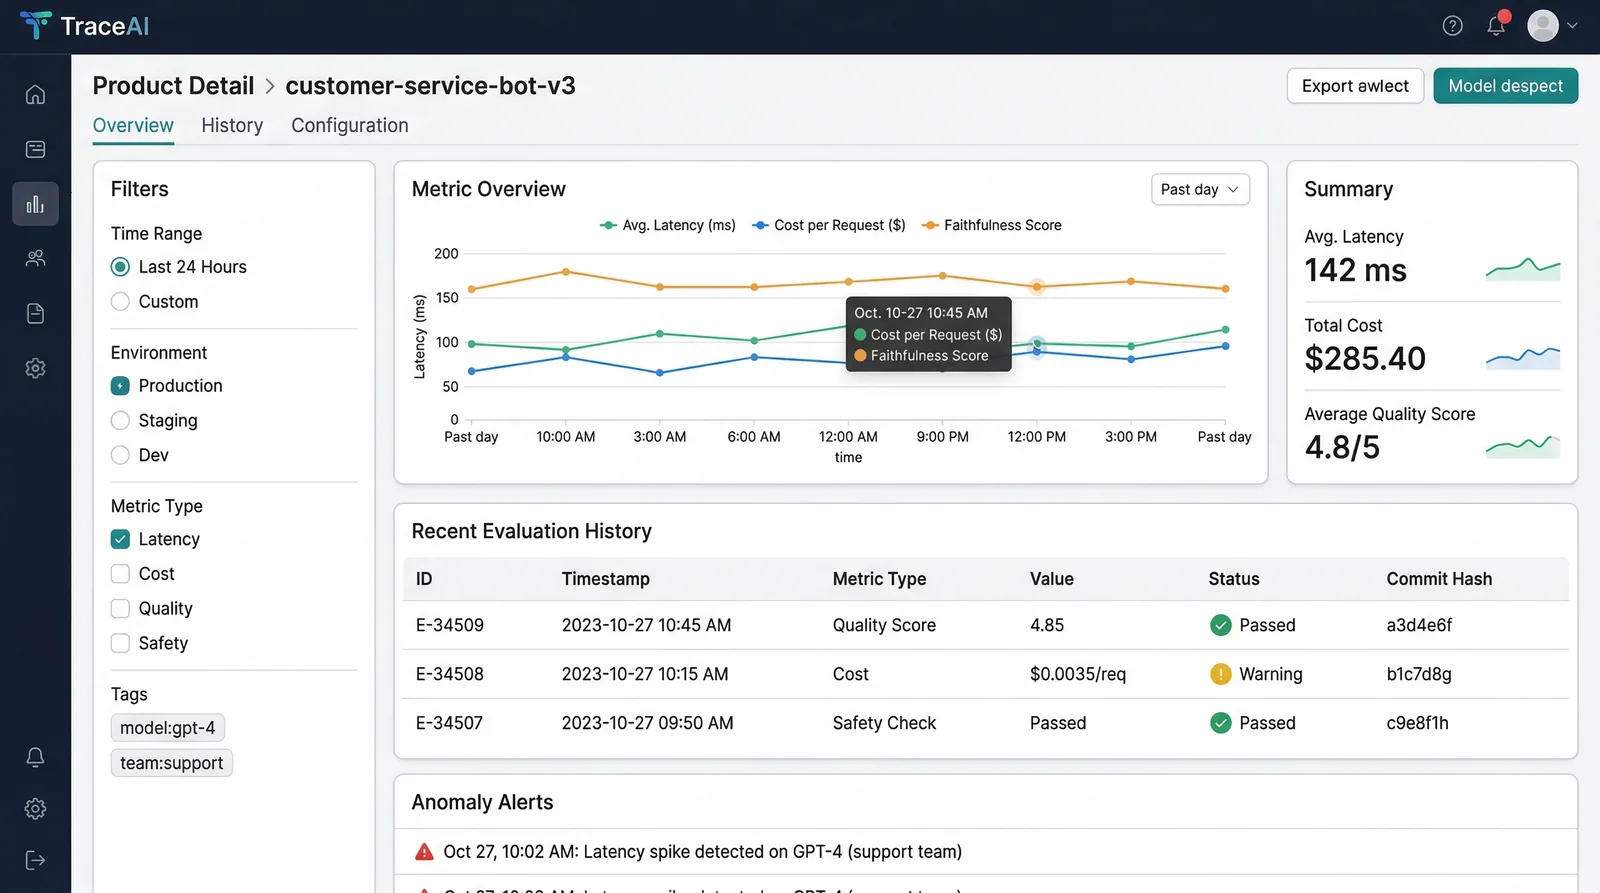 TraceAI
Product Detail > customer-service-bot-v3
Export awlect
Model despect
Overview
History
Configuration
Filters
Time Range
Last 24 Hours
Custom
Environment
Production
Staging
Dev
Metric Type
Latency
Cost
Quality
Safety
Tags
model:gpt-4
team:support
Metric Overview
Past day
Avg. Latency (ms)
Cost per Request ($)
Faithfulness Score
Latency (ms)
200
150
100
50
0
Oct. 10-27 10:45 AM
Cost per Request ($)
Faithfulness Score
Past day
10:00 AM
3:00 AM
6:00 AM
12:00 AM
9:00 PM
12:00 PM
3:00 PM
Past day
time
Summary
Avg. Latency
142 ms
Total Cost
$285.40
Average Quality Score
4.8/5
Recent Evaluation History
ID Timestamp Metric Type Value Status Commit Hash
E-34509 2023-10-27 10:45 AM Quality Score 4.85 Passed a3d4e6f
E-34508 2023-10-27 10:15 AM Cost $0.0035/req Warning b1c7d8g
E-34507 2023-10-27 09:50 AM Safety Check Passed Passed c9e8f1h
Anomaly Alerts
Oct 27, 10:02 AM: Latency spike detected on GPT-4 (support team)